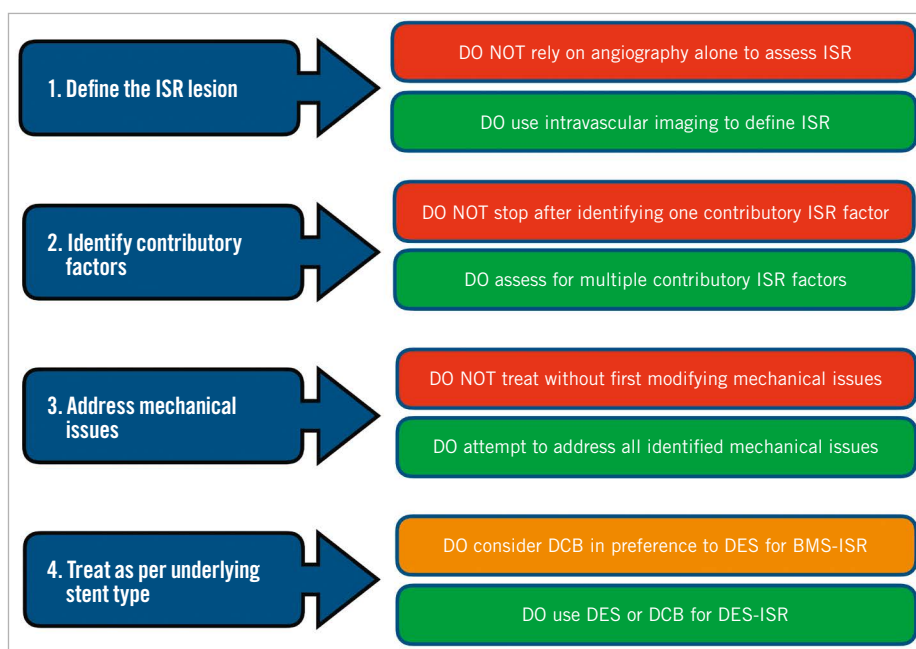 1. Define the ISR lesion
DO NOT rely on angiography alone to assess ISR
DO use intravascular imaging to define ISR
2. Identify contributory
factors
DO NOT stop after identifying one contributory ISR factor
DO assess for multiple contributory ISR factors
3. Address mechanical
issues
DO NOT treat without first modifying mechanical issues
DO attempt to address all identified mechanical issues
4. Treat as per underlying
stent type
DO consider DCB in preference to DES for BMS-ISR
DO use DES or DCB for DES-ISR